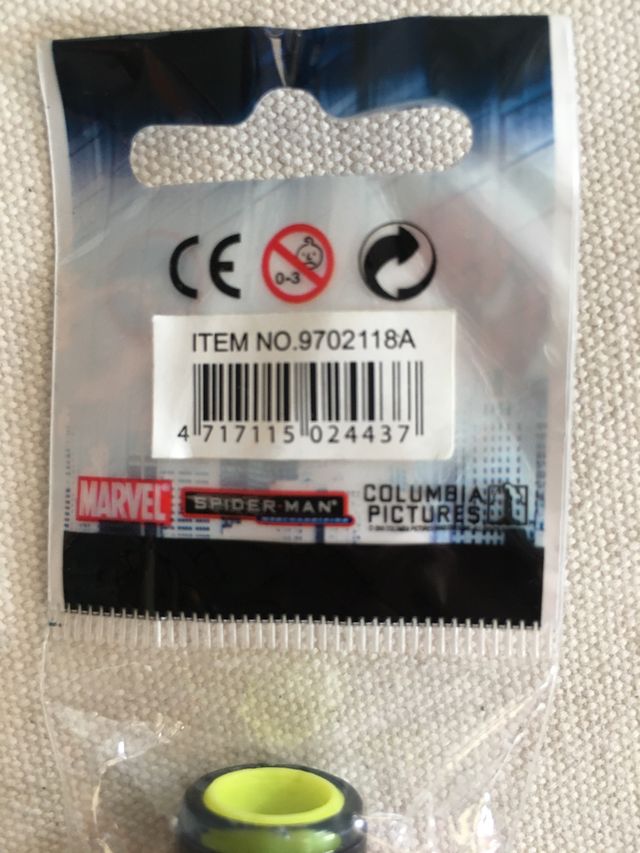 CE
0-3
ITEM NO.9702118A
4 717115 024437
MARVEL
SPIDER-MAN®
COLUMBIA
PICTURES